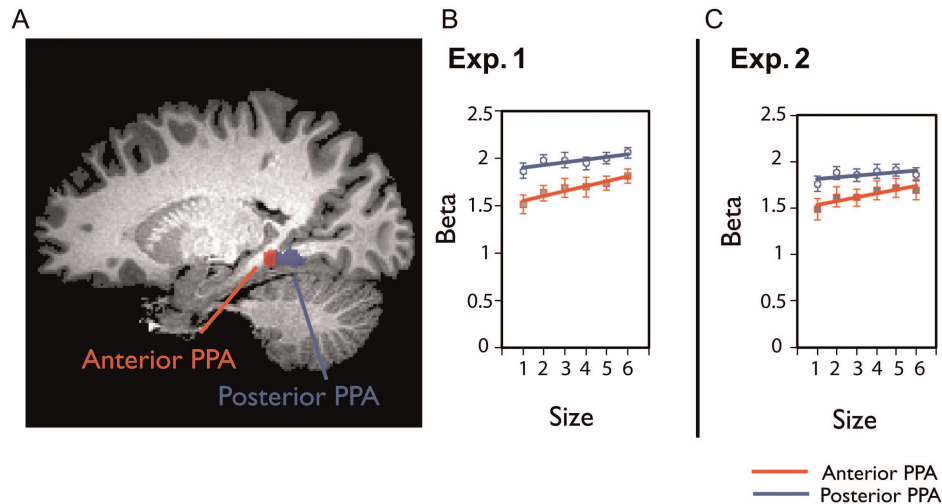 A
B
C
Exp. 1
Exp. 2
Anterior PPA
Posterior PPA
Beta
2.5
2
1.5
1
0.5
0
1 2 3 4 5 6
Size
Beta
2.5
2
1.5
1
0.5
0
1 2 3 4 5 6
Size
Anterior PPA
Posterior PPA